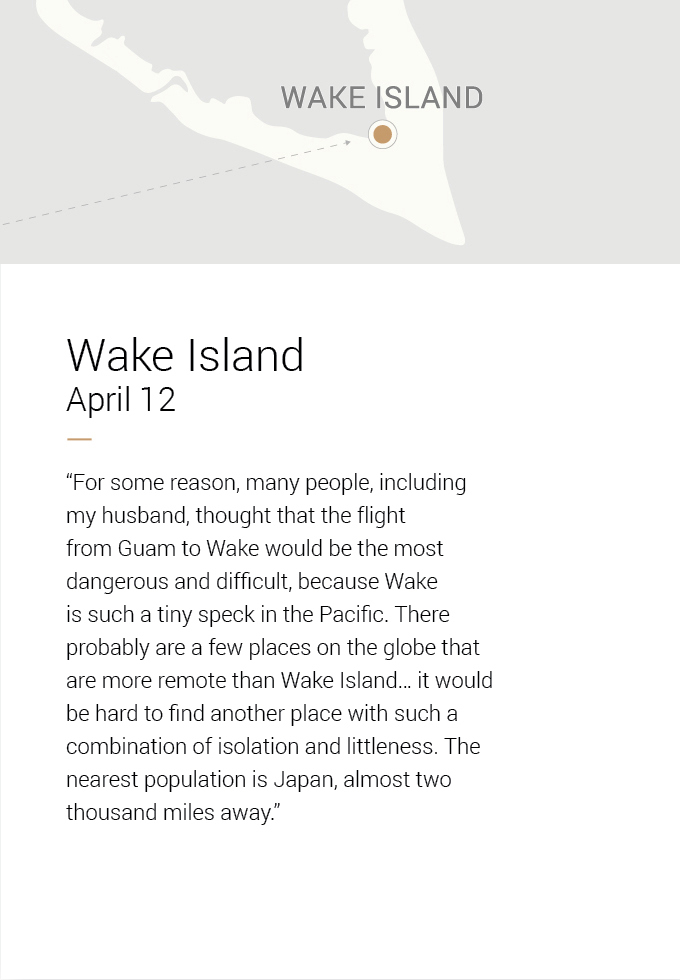 WAKE ISLAND
Wake Island
April 12
“For some reason, many people, including
my husband, thought that the flight
from Guam to Wake would be the most
dangerous and difficult, because Wake
is such a tiny speck in the Pacific. There
probably are a few places on the globe that
are more remote than Wake Island… it would
be hard to find another place with such a
combination of isolation and littleness. The
nearest population is Japan, almost two
thousand miles away.”